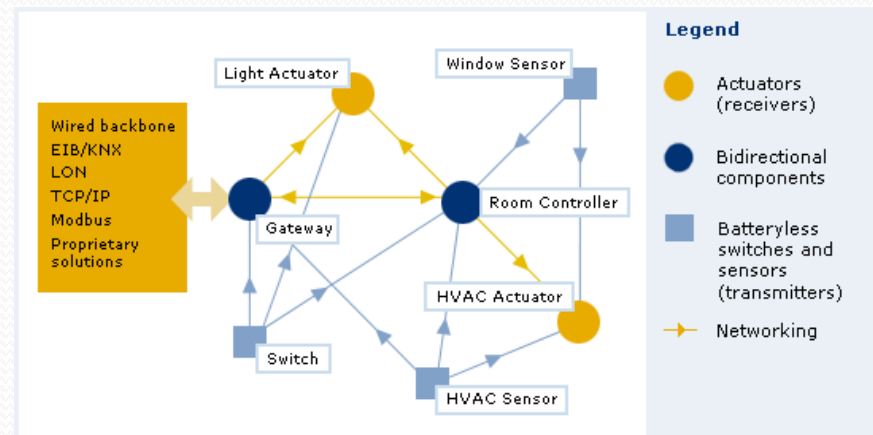 Legend
Light Actuator
Window Sensor
Actuators
(receivers)
Wired backbone
EIB/KNX
LON
TCP/IP
Modbus
Proprietary
solutions
Bidirectional
components
Room Controller
Gateway
Batteryless
switches and
sensors
(transmitters)
HVAC Actuator
Networking
Switch
HVAC Sensor